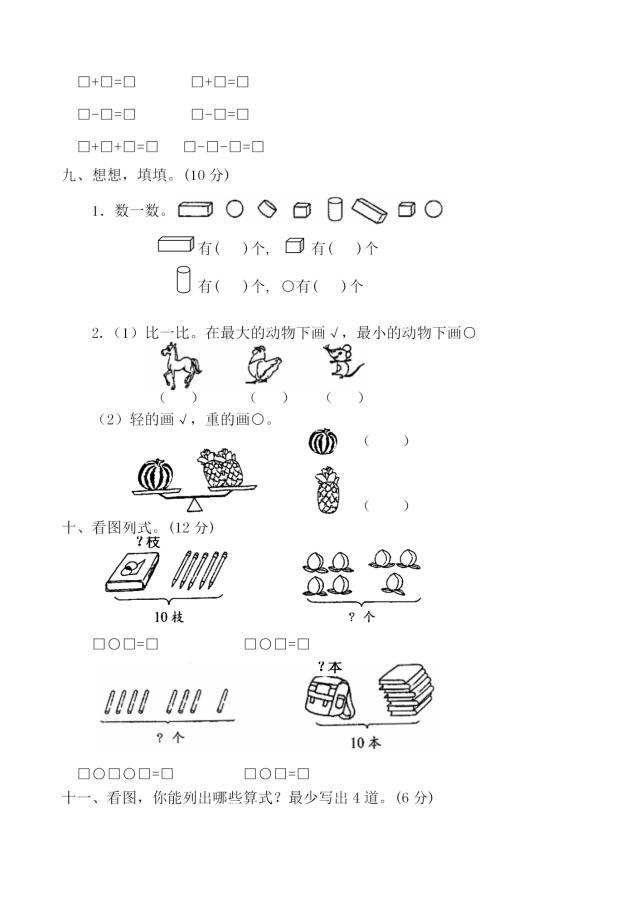 □+□=□ □+□=□
□-□=□ □-□=□
□+□+□=□ □-□-□=□
九、想想，填填。(10 分)
1．数一数。
有( )个, 有( )个
有( )个, ○有( )个
2.（1）比一比。在最大的动物下画√，最小的动物下画○
（ ） （ ） （ ）
（2）轻的画√，重的画○。
（ ）
（ ）
十、看图列式。(12 分)
?枝
10枝 ? 个
□○□=□ □○□=□
?本
? 个 10本
□○□○□=□ □○□=□
十一、看图，你能列出哪些算式？最少写出 4 道。(6 分)